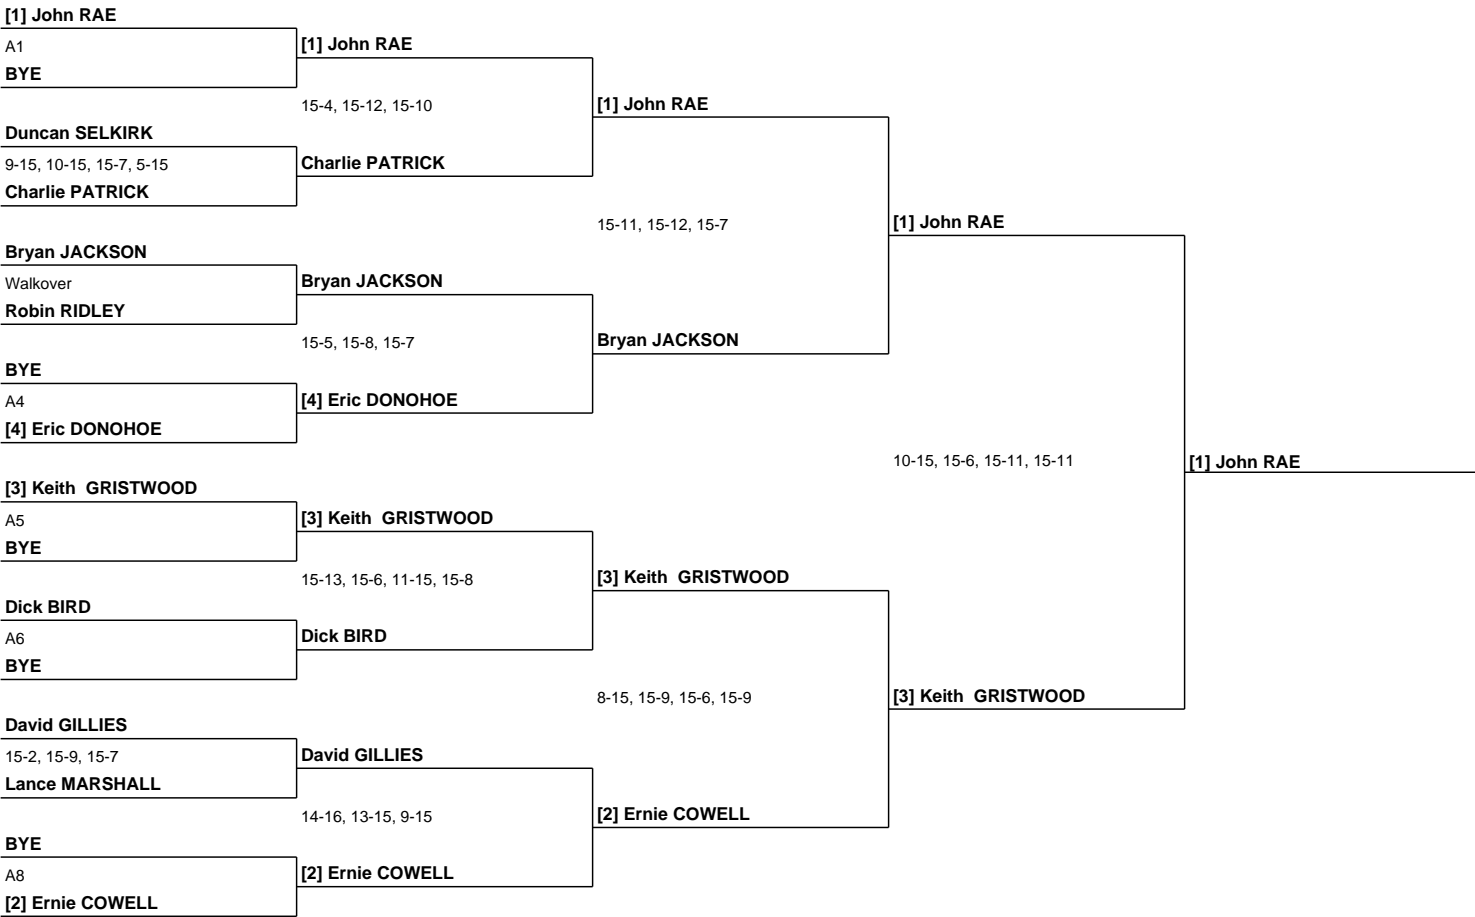 [1] John RAE
A1
BYE
Duncan SELKIRK
9-15, 10-15, 15-7, 5-15
Charlie PATRICK
Bryan JACKSON
Walkover
Robin RIDLEY
BYE
A4
[4] Eric DONOHOE
[3] Keith  GRISTWOOD
A5
BYE
Dick BIRD
A6
BYE
David GILLIES
15-2, 15-9, 15-7
Lance MARSHALL
BYE
A8
[2] Ernie COWELL
[1] John RAE
15-4, 15-12, 15-10
Charlie PATRICK
Bryan JACKSON
15-5, 15-8, 15-7
[4] Eric DONOHOE
[3] Keith  GRISTWOOD
15-13, 15-6, 11-15, 15-8
Dick BIRD
David GILLIES
14-16, 13-15, 9-15
[2] Ernie COWELL
[1] John RAE
15-11, 15-12, 15-7
Bryan JACKSON
[3] Keith  GRISTWOOD
8-15, 15-9, 15-6, 15-9
[2] Ernie COWELL
[1] John RAE
10-15, 15-6, 15-11, 15-11
[3] Keith  GRISTWOOD
[1] John RAE